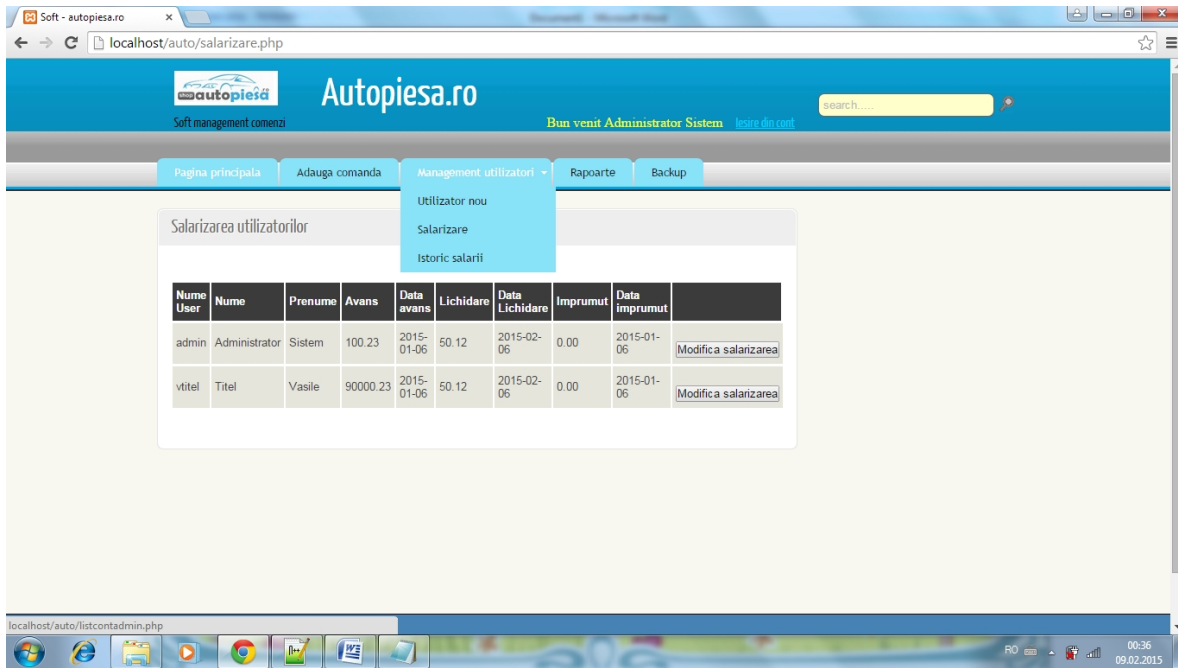 Soft - autopiesa.ro
localhost/auto/salarizare.php
autopiesa
Autopiesa.ro
Soft management comenzi
Bun venit Administrator Sistem Iesire din cont
search.....
Pagina principala Adauga comanda Management utilizatori Rapoarte Backup
Utilizator nou
Salarizare
Istoric salarii
Salarizarea utilizatorilor
Nume User Nume Prenume Avans Data avans Lichidare Data Lichidare Imprumut Data imprumut
admin Administrator Sistem 100.23 2015-01-06 50.12 2015-02-06 0.00 2015-01-06 Modifica salarizarea
vtitel Titel Vasile 90000.23 2015-01-06 50.12 2015-02-06 0.00 2015-01-06 Modifica salarizarea
localhost/auto/listcontadmin.php
RO
00:36
09.02.2015